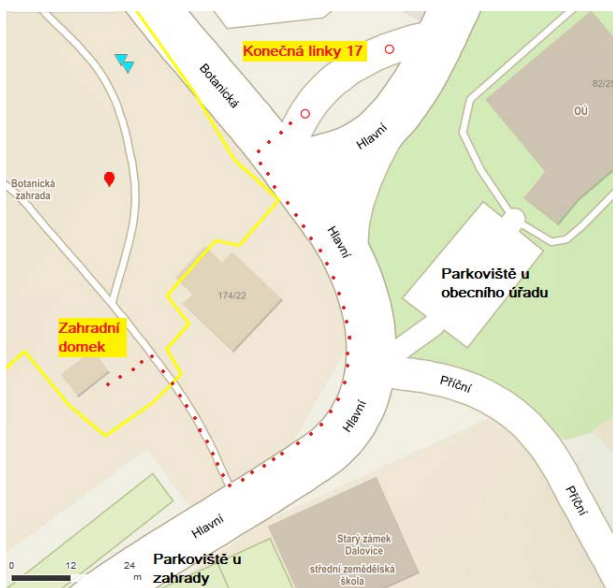 Konečná linky 17
Botanická
Hlavní
82/25
OÚ
Botanická
zahrada
Hlavní
Parkoviště u
obecního úřadu
174/22
Zahradní
domek
Příční
Hlavní
Příční
Hlavní
Starý zámek
Dalovice
střední zemědělská
škola
0 12 24
m
Parkoviště u
zahrady